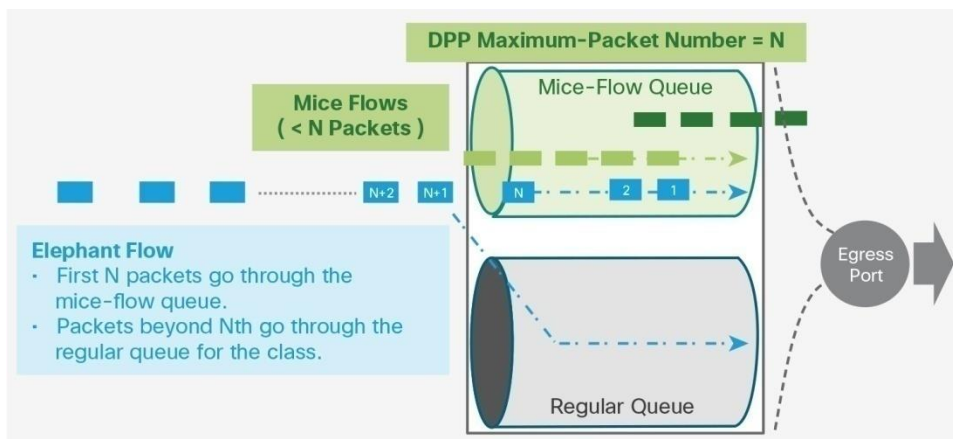 DPP Maximum-Packet Number = N
Mice-Flow Queue
Mice Flows
( < N Packets )
N+2
N+1
N
2
1
Elephant Flow
· First N packets go through the
mice-flow queue.
· Packets beyond Nth go through the
regular queue for the class.
Egress
Port
Regular Queue